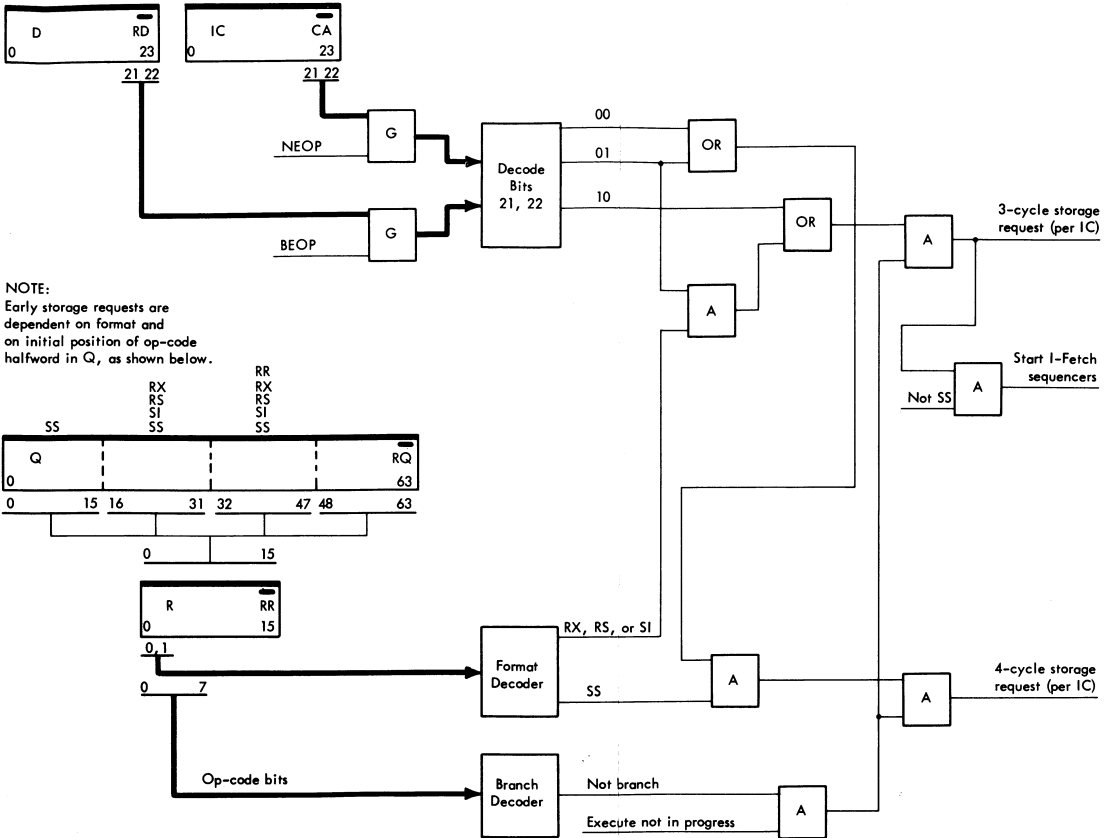 D RD
0 23
21 22
IC CA
0 23
21 22
G
NEOP
G
BEOP
Decode
Bits
21, 22
00
01
10
OR
OR
A
A
3-cycle storage
request (per IC)
A
Not SS
Start I-Fetch
sequencers
NOTE:
Early storage requests are
dependent on format and
on initial position of op-code
halfword in Q, as shown below.
SS
RX
RS
SI
SS
RR
RX
RS
SI
SS
Q RQ
0 63
0 15 16 31 32 47 48 63
0 15
R RR
0 15
0,1
0 7
Format
Decoder
RX, RS, or SI
SS
A
A
4-cycle storage
request (per IC)
Op-code bits
Branch
Decoder
Not branch
Execute not in progress
A